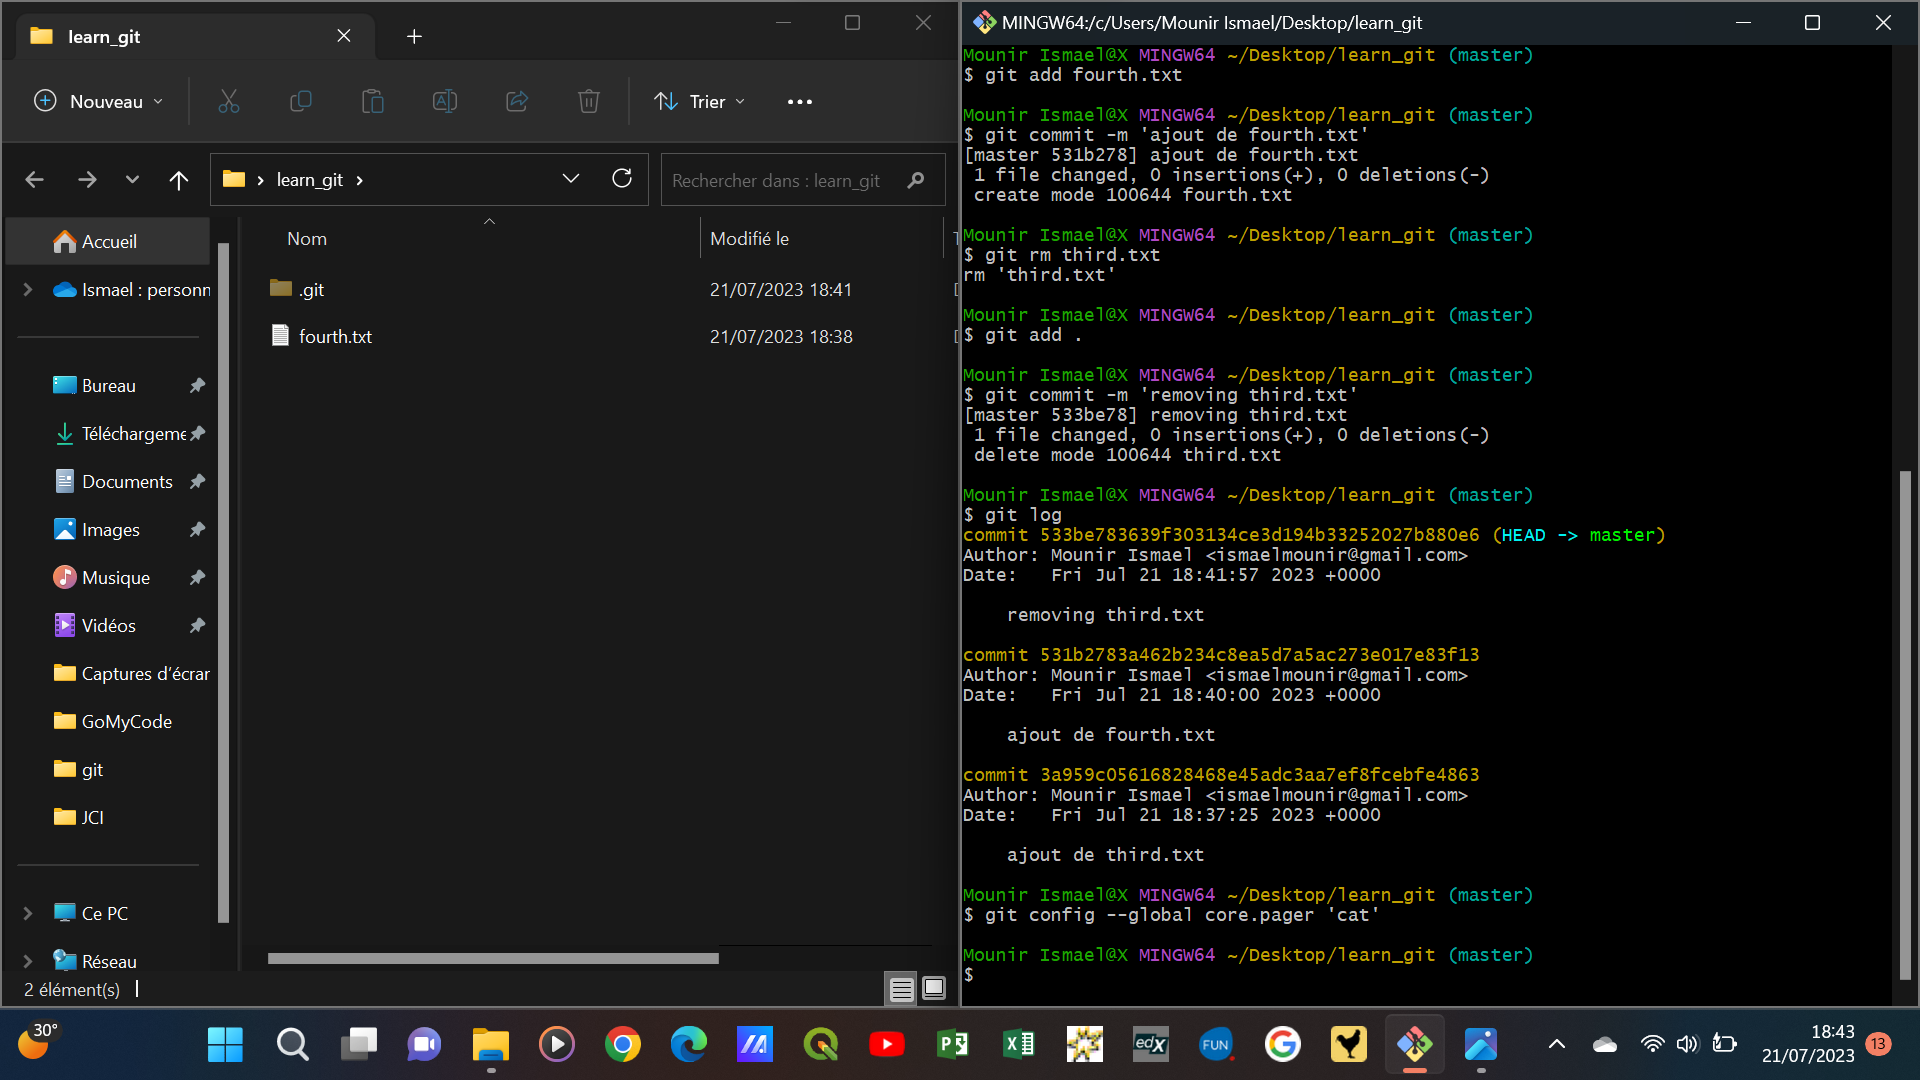 learn_git
Nouveau
Trier
learn_git
Rechercher dans : learn_git
Nom
Modifié le
.git
21/07/2023 18:41
fourth.txt
21/07/2023 18:38
Accueil
Ismael : personn
Bureau
Téléchargeme
Documents
Images
Musique
Vidéos
Captures d'écrar
GoMyCode
git
JCI
Ce PC
Réseau
2 élément(s)
MINGW64:/c/Users/Mounir Ismael/Desktop/learn_git
Mounir Ismael@X MINGW64 ~/Desktop/learn_git (master)
$ git add fourth.txt
Mounir Ismael@X MINGW64 ~/Desktop/learn_git (master)
$ git commit -m 'ajout de fourth.txt'
[master 531b278] ajout de fourth.txt
1 file changed, 0 insertions(+), 0 deletions(-)
create mode 100644 fourth.txt
Mounir Ismael@X MINGW64 ~/Desktop/learn_git (master)
$ git rm third.txt
rm 'third.txt'
Mounir Ismael@X MINGW64 ~/Desktop/learn_git (master)
$ git add .
Mounir Ismael@X MINGW64 ~/Desktop/learn_git (master)
$ git commit -m 'removing third.txt'
[master 533be78] removing third.txt
1 file changed, 0 insertions(+), 0 deletions(-)
delete mode 100644 third.txt
Mounir Ismael@X MINGW64 ~/Desktop/learn_git (master)
$ git log
commit 533be783639f303134ce3d194b33252027b880e6 (HEAD -> master)
Author: Mounir Ismael <ismaelmounir@gmail.com>
Date:   Fri Jul 21 18:41:57 2023 +0000
removing third.txt
commit 531b2783a462b234c8ea5d7a5ac273e017e83f13
Author: Mounir Ismael <ismaelmounir@gmail.com>
Date:   Fri Jul 21 18:40:00 2023 +0000
ajout de fourth.txt
commit 3a959c05616828468e45adc3aa7ef8fcebfe4863
Author: Mounir Ismael <ismaelmounir@gmail.com>
Date:   Fri Jul 21 18:37:25 2023 +0000
ajout de third.txt
Mounir Ismael@X MINGW64 ~/Desktop/learn_git (master)
$ git config --global core.pager 'cat'
Mounir Ismael@X MINGW64 ~/Desktop/learn_git (master)
$
30°
edX
FUN
18:43
21/07/2023
13